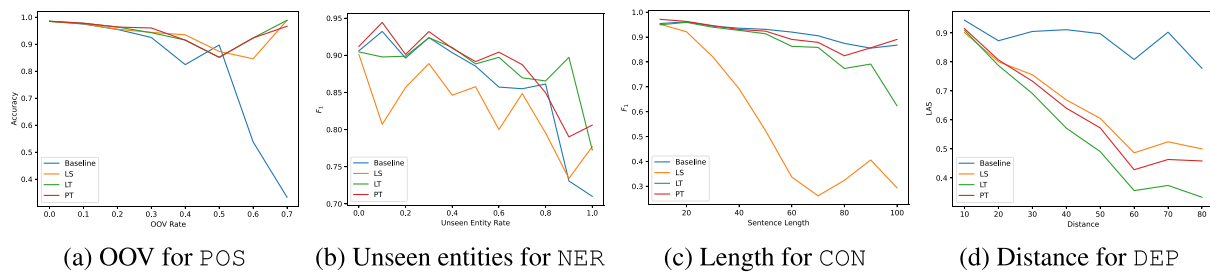 1.0
0.9
0.8
0.7
0.6
0.5
0.4
Accuracy
Baseline
LS
LT
PT
0.0 0.1 0.2 0.3 0.4 0.5 0.6 0.7
OOV Rate
(a) OOV for POS
0.95
0.90
0.85
0.80
0.75
0.70
F1
Baseline
LS
LT
PT
0.0 0.2 0.4 0.6 0.8 1.0
Unseen Entity Rate
(b) Unseen entities for NER
1.0
0.9
0.8
0.7
0.6
0.5
0.4
0.3
F1
Baseline
LS
LT
PT
20 40 60 80 100
Sentence Length
(c) Length for CON
0.9
0.8
0.7
0.6
0.5
0.4
LAS
Baseline
LS
LT
PT
10 20 30 40 50 60 70 80
Distance
(d) Distance for DEP